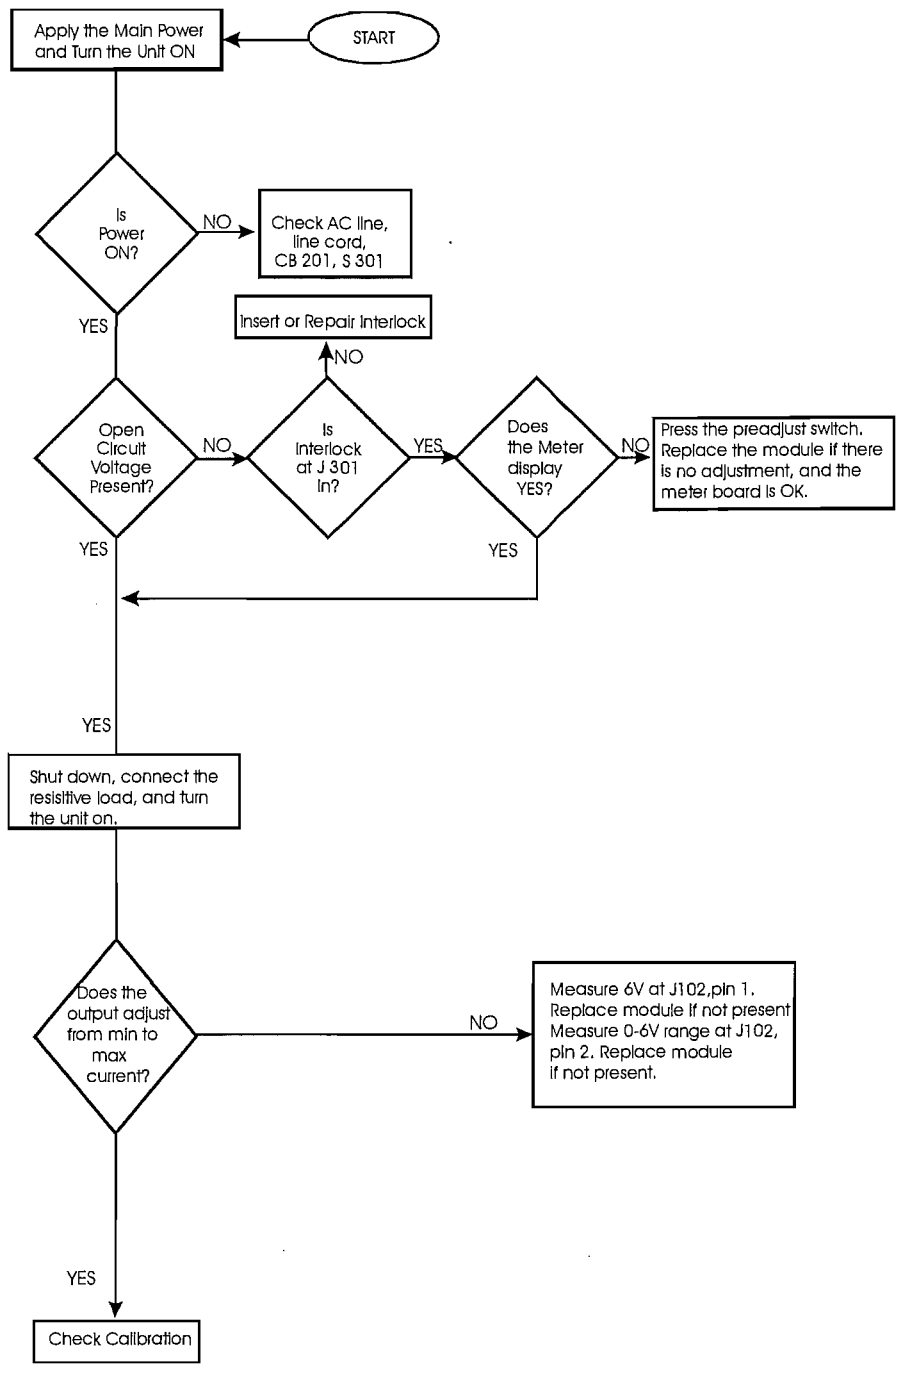 Apply the Main Power
and Turn the Unit ON
START
Is
Power
ON?
NO
Check AC line,
line cord,
CB 201, S 301
YES
Insert or Repair Interlock
NO
Open
Circuit
Voltage
Present?
NO
Is
Interlock
at J 301
In?
YES
Does
the Meter
display
YES?
NO
Press the preadjust switch.
Replace the module if there
is no adjustment, and the
meter board is OK.
YES
YES
YES
Shut down, connect the
resisitive load, and turn
the unit on.
Does the
output adjust
from min to
max
current?
NO
Measure 6V at J102,pin 1.
Replace module if not present
Measure 0-6V range at J102,
pin 2. Replace module
if not present.
YES
Check Calibration